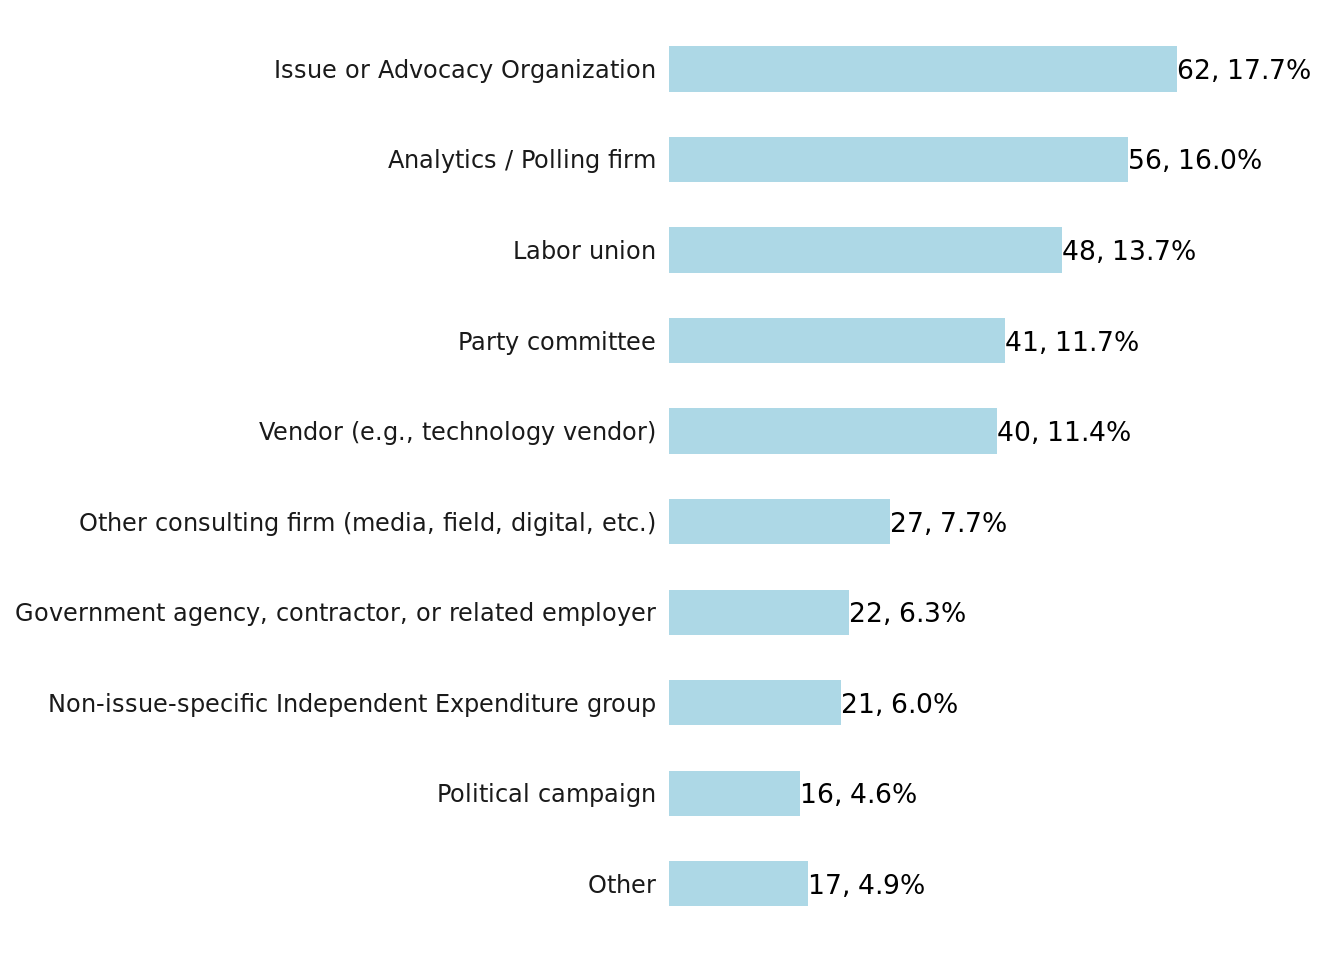 Issue or Advocacy Organization 62, 17.7%
Analytics / Polling firm 56, 16.0%
Labor union 48, 13.7%
Party committee 41, 11.7%
Vendor (e.g., technology vendor) 40, 11.4%
Other consulting firm (media, field, digital, etc.) 27, 7.7%
Government agency, contractor, or related employer 22, 6.3%
Non-issue-specific Independent Expenditure group 21, 6.0%
Political campaign 16, 4.6%
Other 17, 4.9%